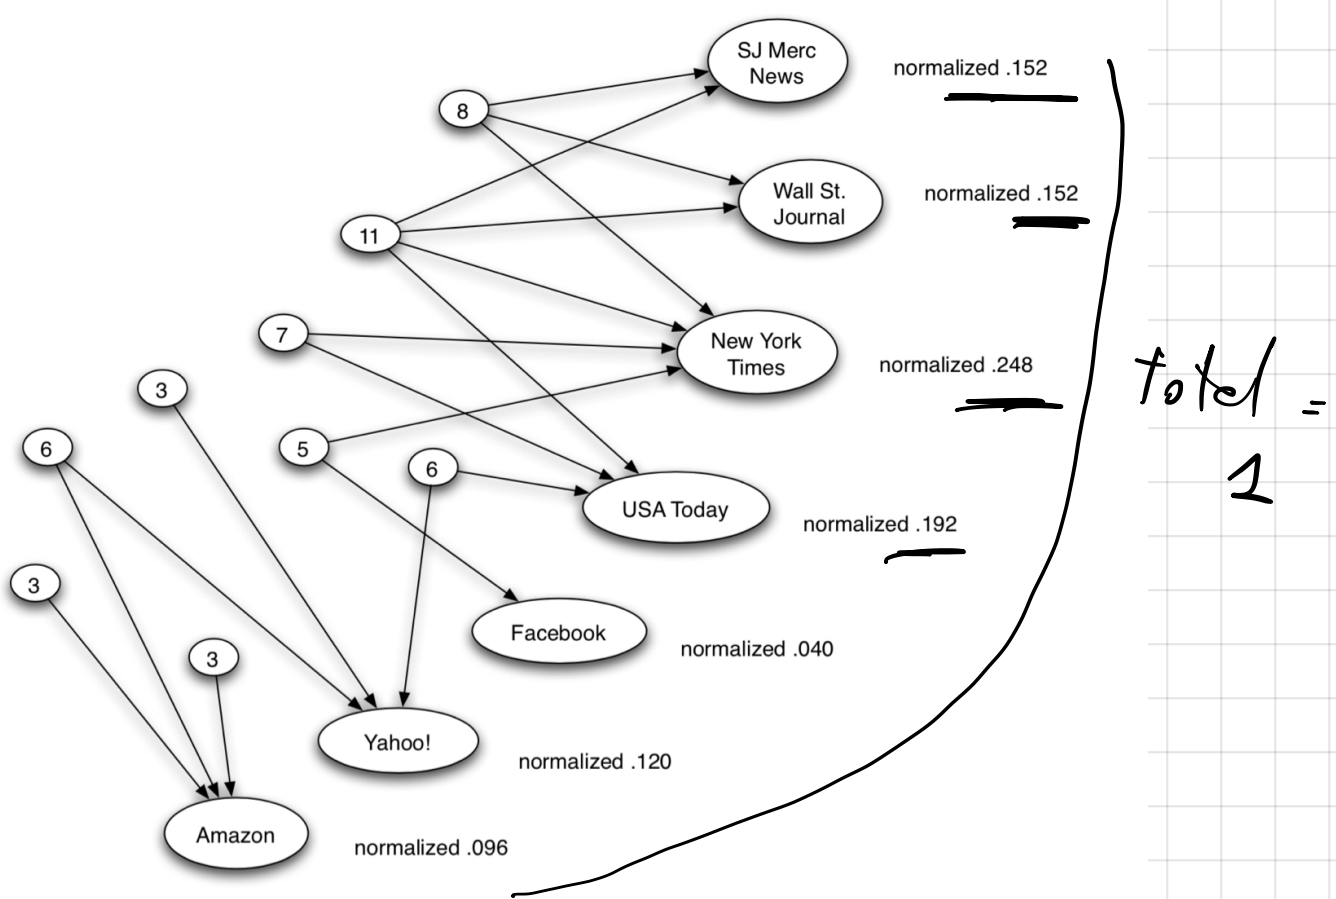 SJ Merc
News
normalized .152
8
Wall St.
Journal
normalized .152
11
7
New York
Times
normalized .248
3
total =
1
6
5
6
USA Today
normalized .192
3
Facebook
normalized .040
3
Yahoo!
normalized .120
Amazon
normalized .096